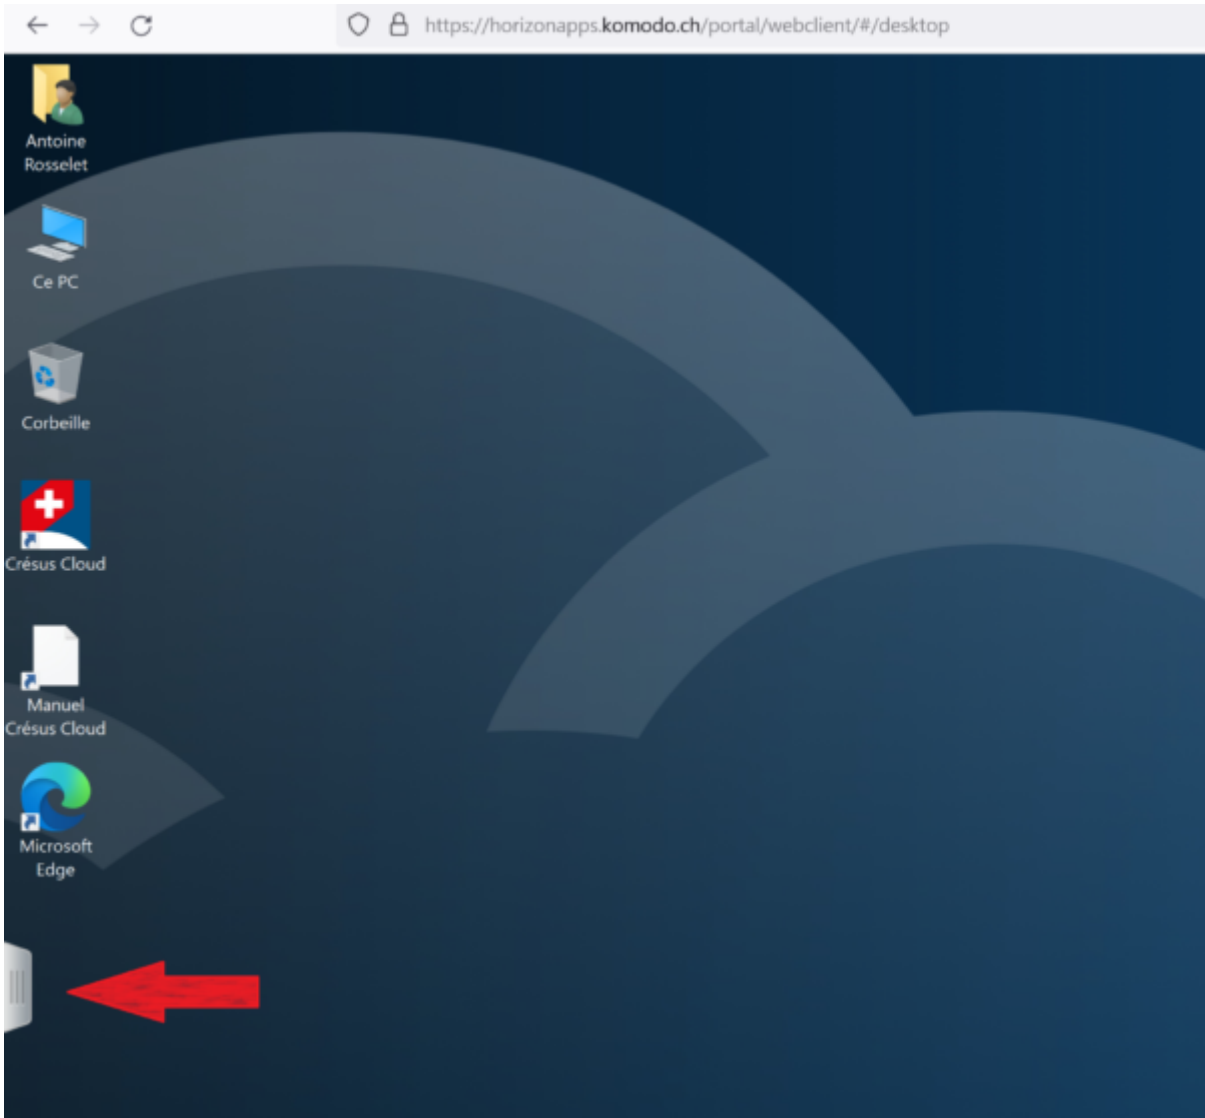 https://horizonapps.komodo.ch/portal/webclient/#/desktop
Antoine
Rosselet
Ce PC
Corbeille
Crésus Cloud
Manuel
Crésus Cloud
Microsoft
Edge